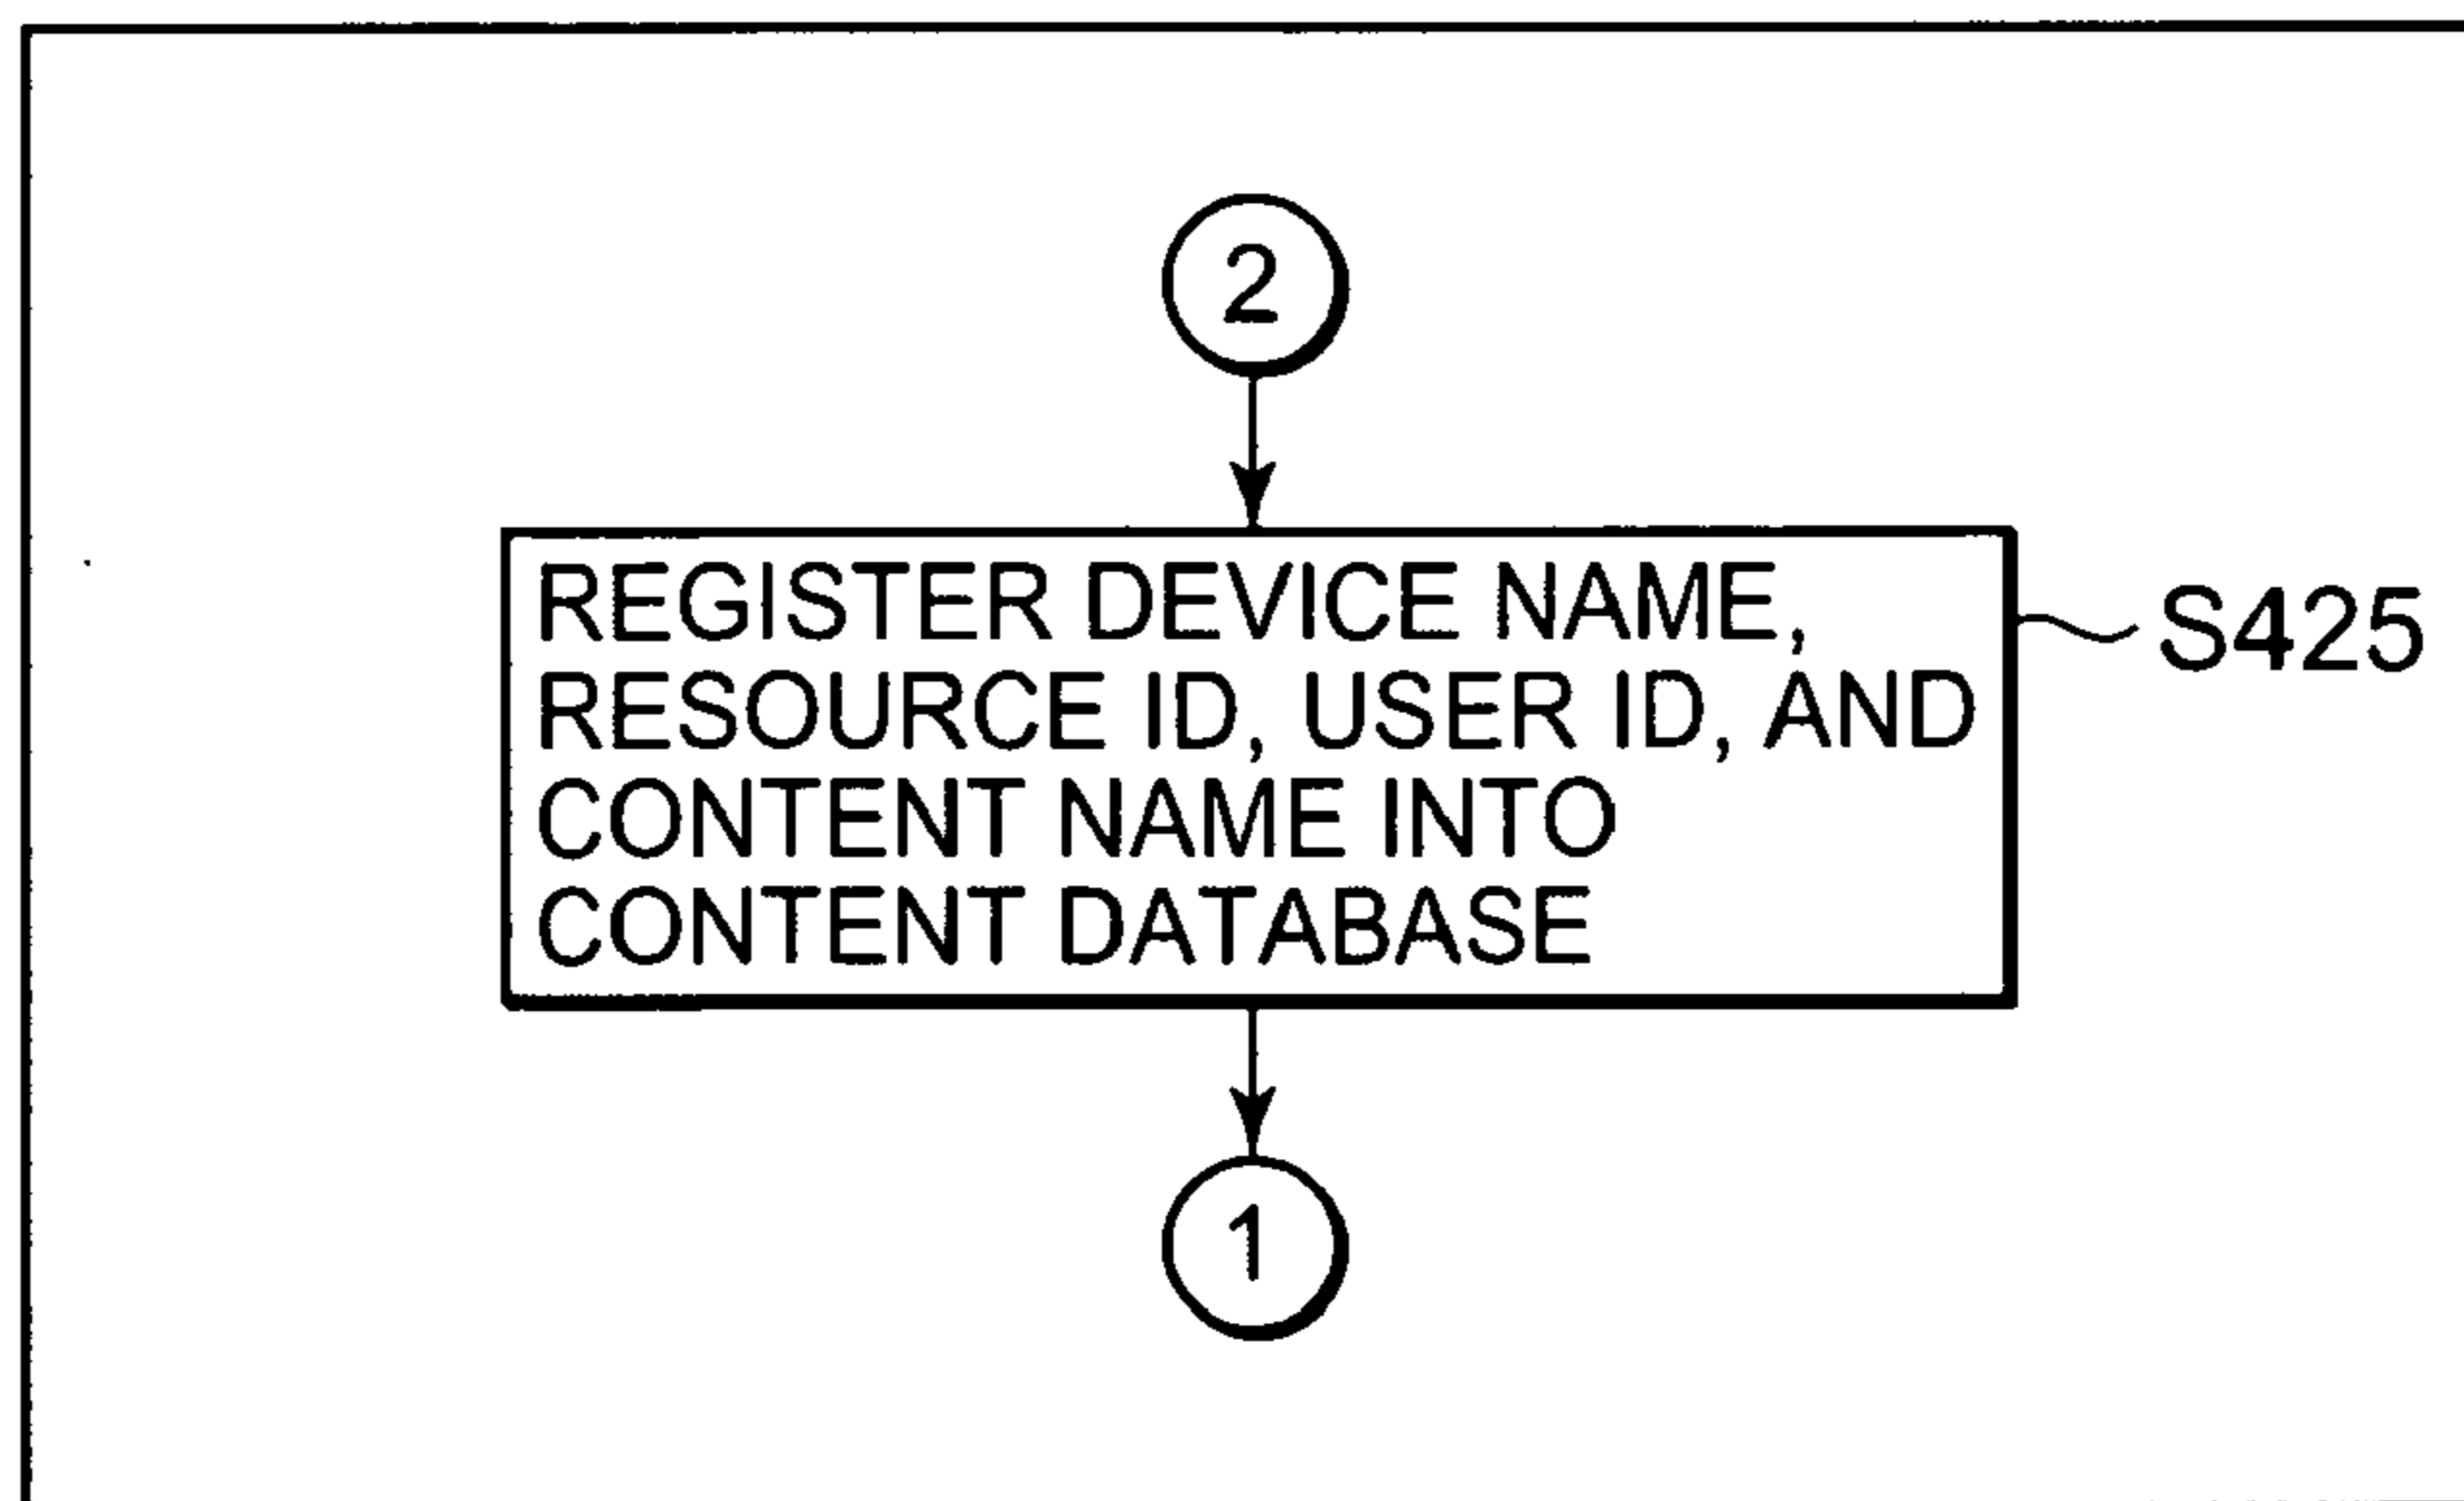 2
REGISTER DEVICE NAME,
RESOURCE ID, USER ID, AND
CONTENT NAME INTO
CONTENT DATABASE
S425
1